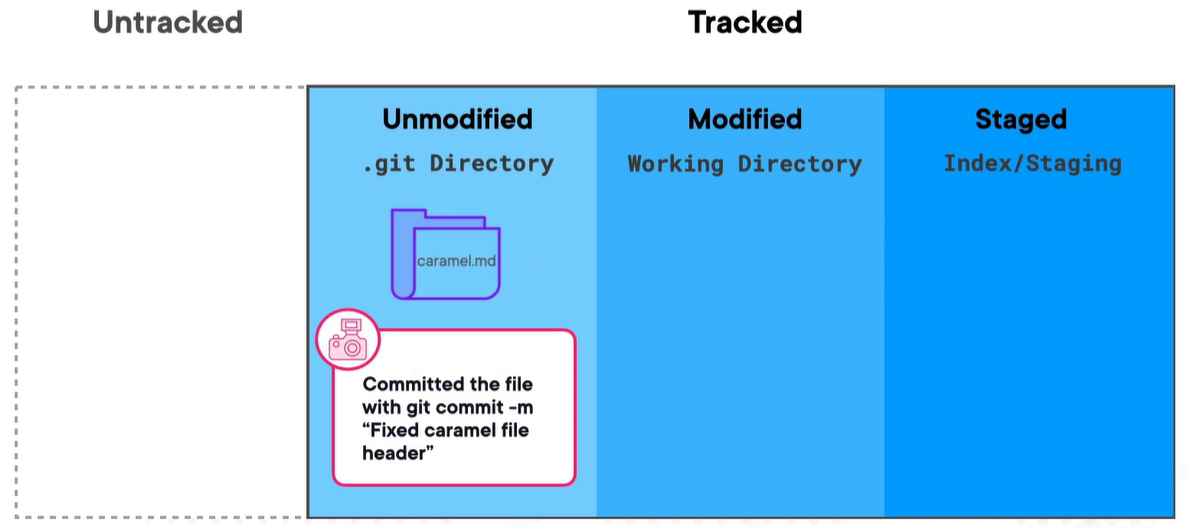 Untracked
Tracked
Unmodified
Modified
Staged
.git Directory
Working Directory
Index/Staging
caramel.md
Committed the file
with git commit -m
“Fixed caramel file
header”